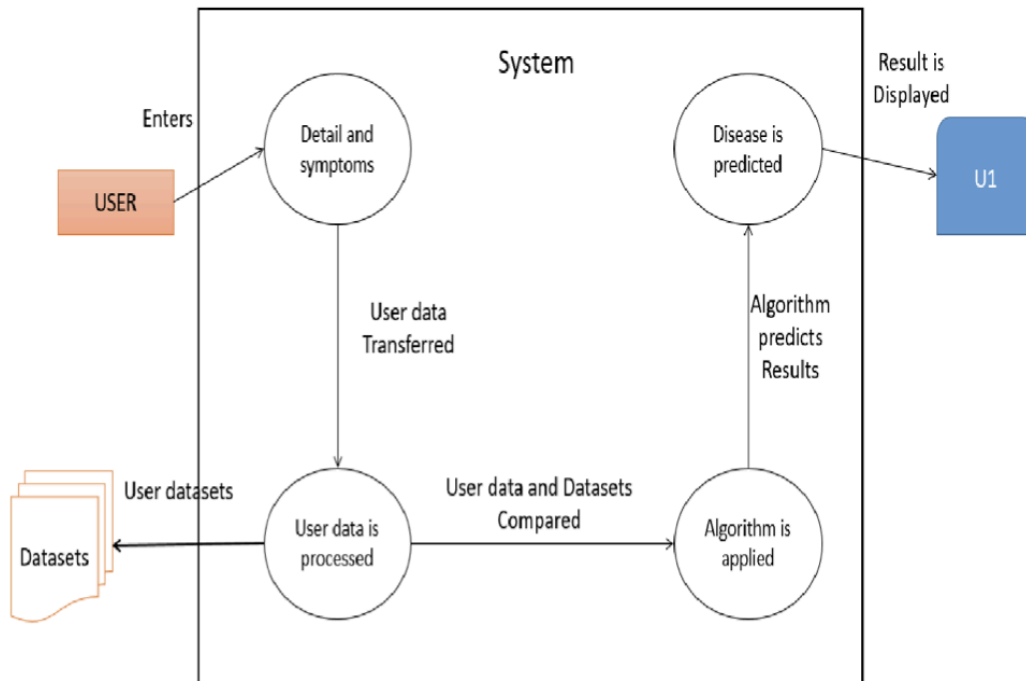 System
Result is
Displayed
Enters
Detail and
symptoms
Disease is
predicted
USER
U1
User data
Transferred
Algorithm
predicts
Results
User datasets
User data and Datasets
Compared
Datasets
User data is
processed
Algorithm is
applied